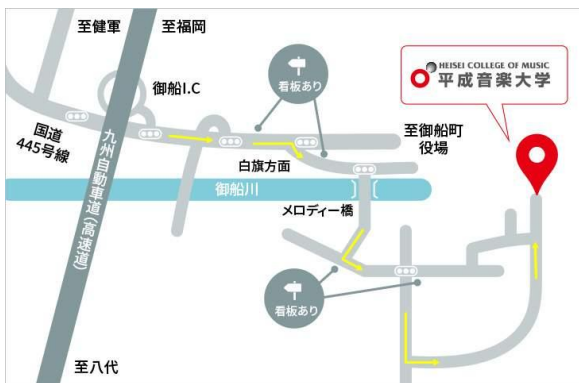 至健軍
至福岡
御船I.C
看板あり
HEISEI COLLEGE OF MUSIC
平成音楽大学
国道
445号線
九州自動車道(高速道)
白旗方面
至御船町
役場
御船川
メロディー橋
看板あり
至八代